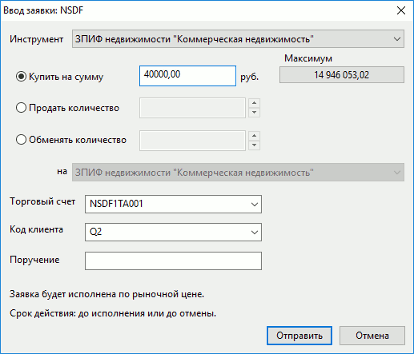 Ввод заявки: NSDF
Инструмент ЗПИФ недвижимости "Коммерческая недвижимость"
Максимум
Купить на сумму 40000,00 руб. 14 946 053,02
Продать количество
Обменять количество
на ЗПИФ недвижимости "Коммерческая недвижимость"
Торговый счет NSDF1TA001
Код клиента Q2
Поручение
Заявка будет исполнена по рыночной цене.
Срок действия: до исполнения или до отмены.
Отправить Отмена